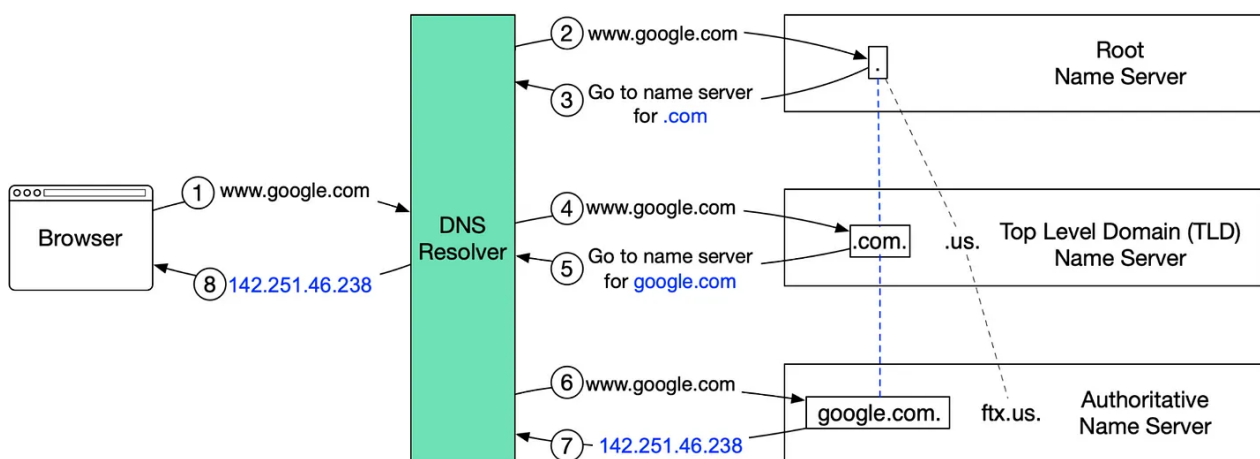 2 www.google.com
. Root
Name Server
3 Go to name server
for .com
1 www.google.com
Browser
8 142.251.46.238
DNS
Resolver
4 www.google.com
5 Go to name server
for google.com
.com. .us. Top Level Domain (TLD)
Name Server
6 www.google.com
7 142.251.46.238
google.com. ftx.us. Authoritative
Name Server